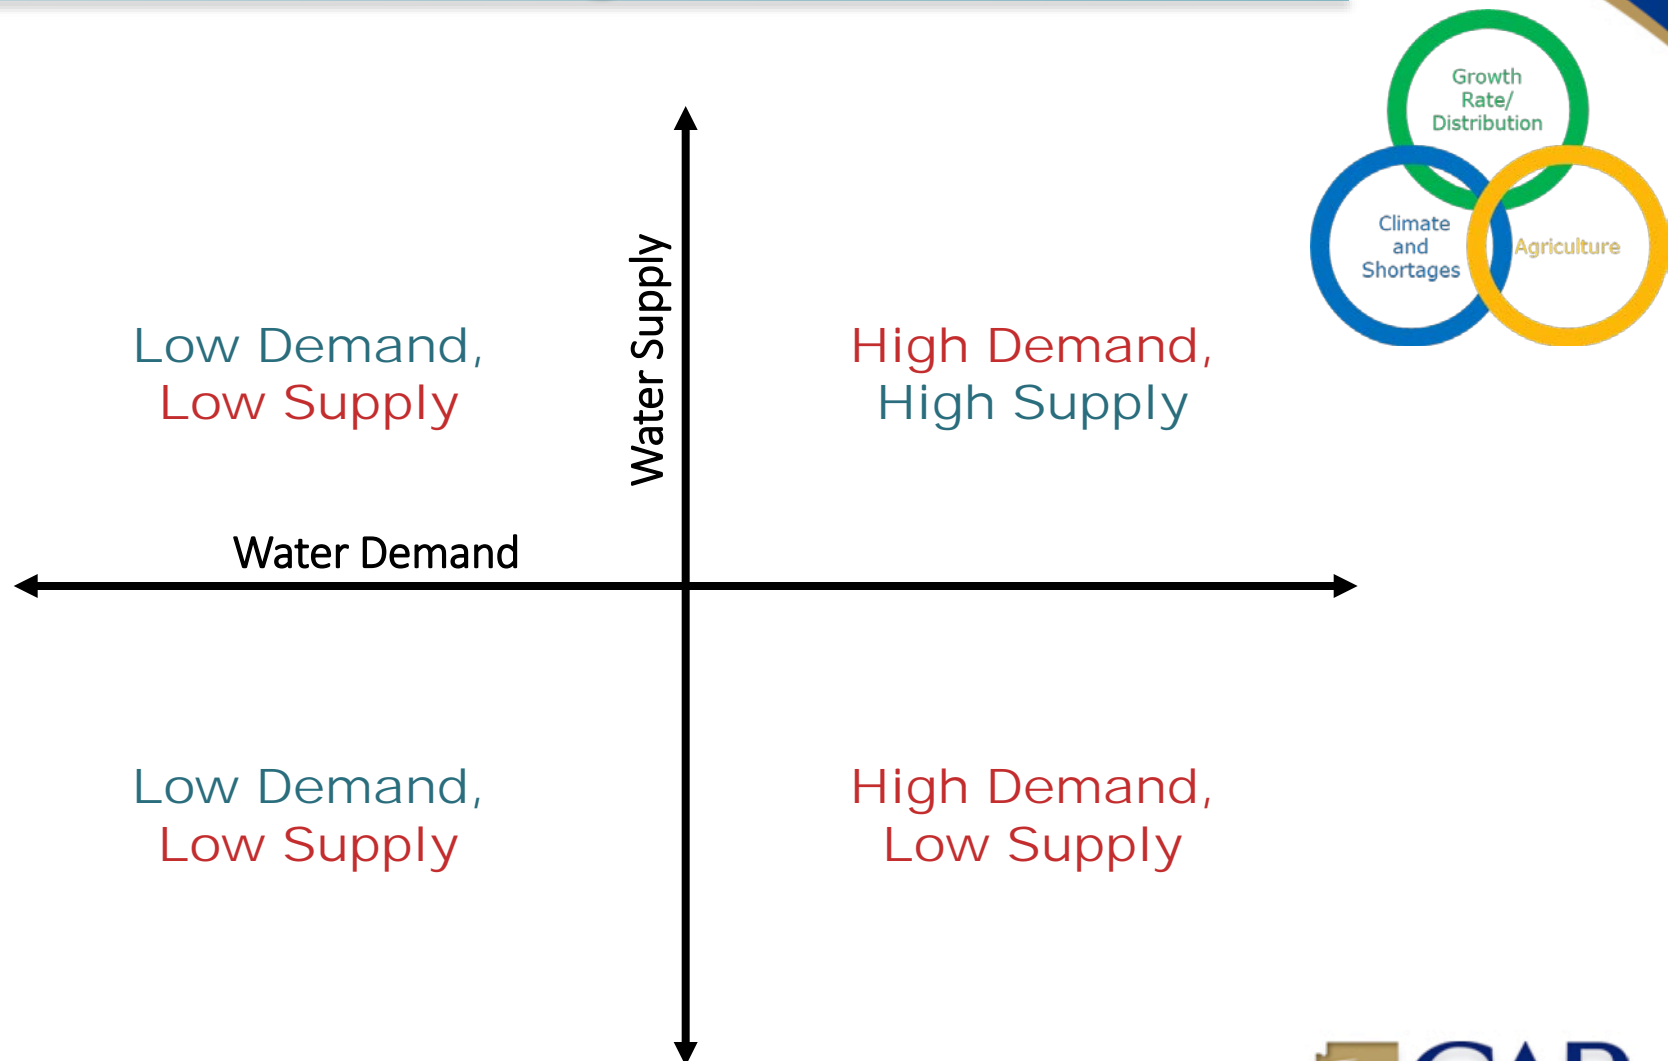 Growth
Rate/
Distribution
Climate
and
Shortages
Agriculture
Water Supply
Low Demand,
Low Supply
High Demand,
High Supply
Water Demand
Low Demand,
Low Supply
High Demand,
Low Supply